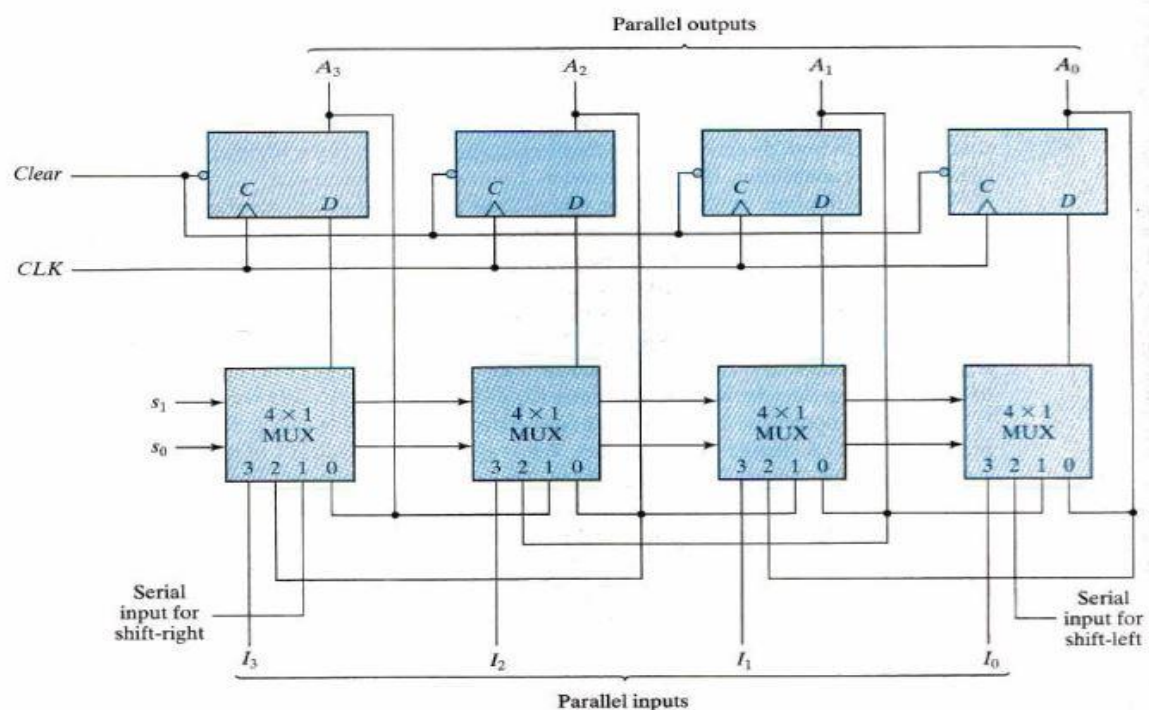 Parallel outputs
A₃ A₂ A₁ A₀
Clear
C D C D C D C D
CLK
s₁
s₀
4 × 1 4 × 1 4 × 1 4 × 1
MUX MUX MUX MUX
3 2 1 0 3 2 1 0 3 2 1 0 3 2 1 0
Serial
input for
shift-right
Serial
input for
shift-left
I₃ I₂ I₁ I₀
Parallel inputs